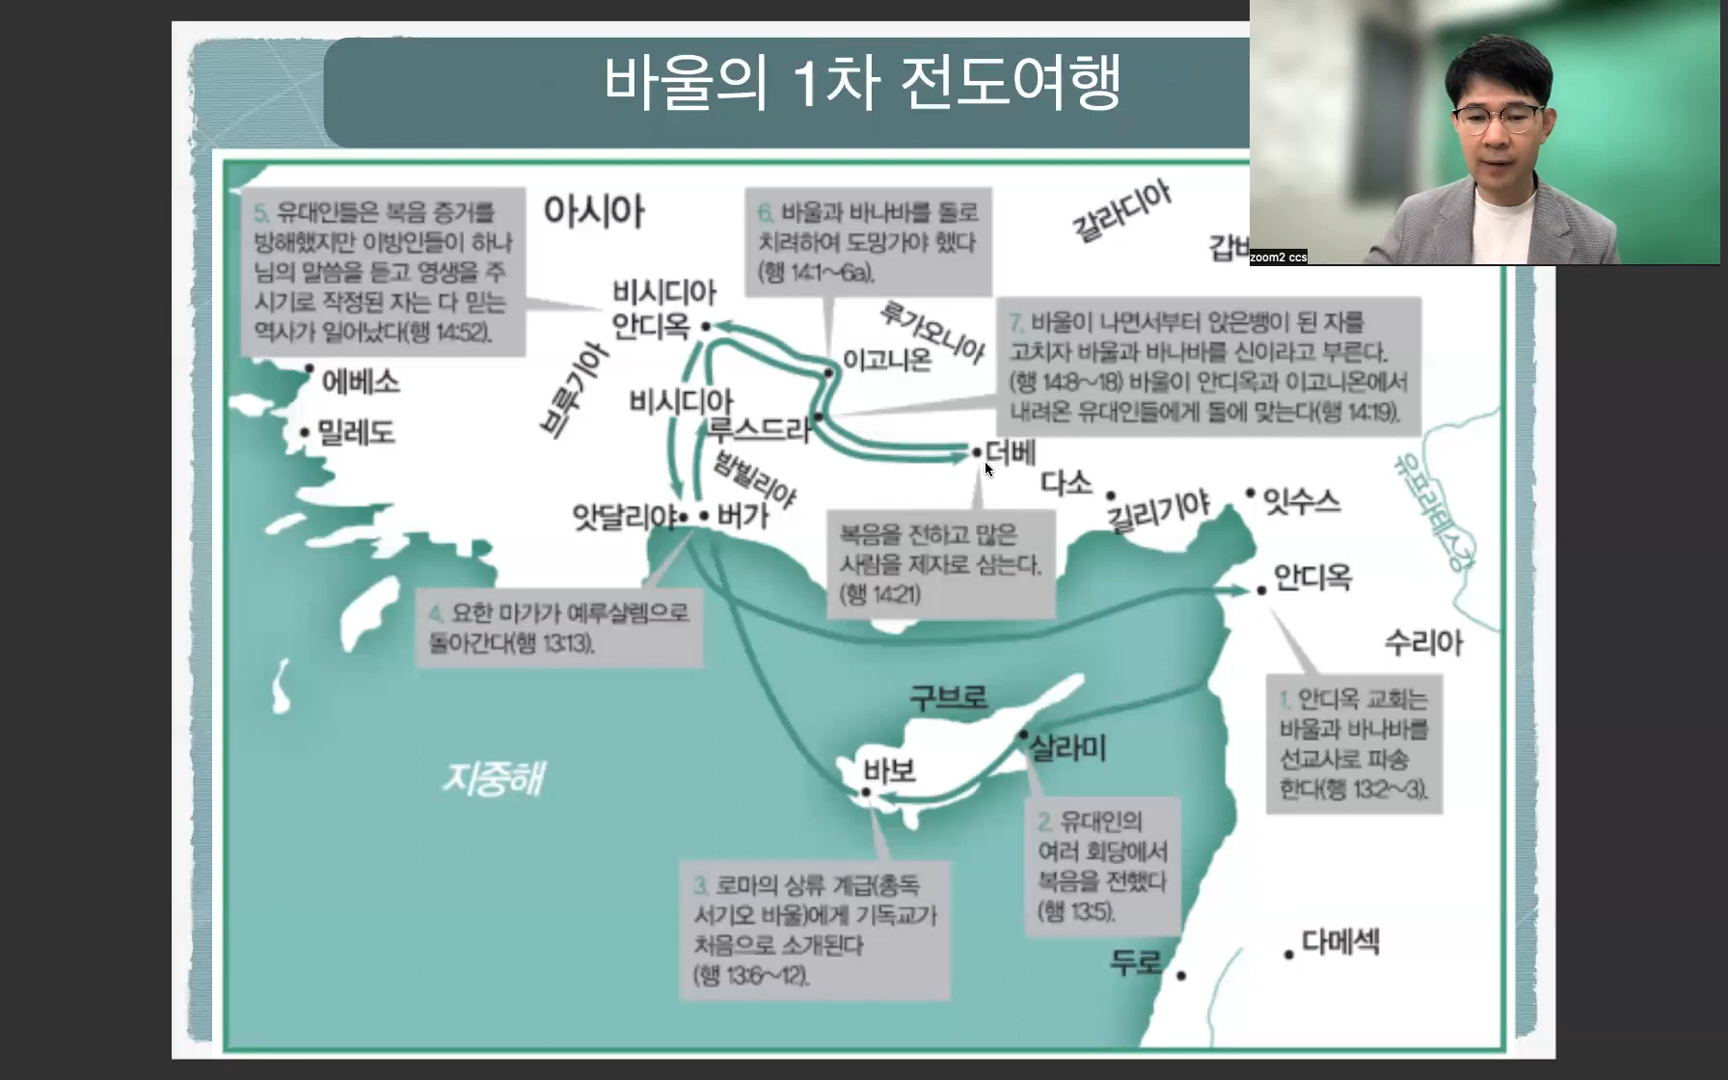 바울의 1차 전도여행
zoom2 ccs
5. 유대인들은 복음 증거를
방해했지만 이방인들이 하나
님의 말씀을 듣고 영생을 주
시기로 작정된 자는 다 믿는
역사가 일어났다(행 14:52).
아시아
6. 바울과 바나바를 돌로
치려하여 도망가야 했다
(행 14:1~6a).
갈라디아
비시디아
안디옥
루가오니아
이고니온
7. 바울이 나면서부터 앉은뱅이 된 자를
고치자 바울과 바나바를 신이라고 부른다.
(행 14:8~18) 바울이 안디옥과 이고니온에서
내려온 유대인들에게 돌에 맞는다(행 14:19).
에베소
밀레도
브루기아
비시디아
루스드라
더베
밤빌리아
다소
길리기아
잇수스
유프라테스강
앗달리야
버가
복음을 전하고 많은
사람을 제자로 삼는다.
(행 14:21)
안디옥
수리아
4. 요한 마가가 예루살렘으로
돌아간다(행 13:13).
구브로
살라미
바보
지중해
1. 안디옥 교회는
바울과 바나바를
선교사로 파송
한다(행 13:2~3).
2. 유대인의
여러 회당에서
복음을 전했다
(행 13:5).
3. 로마의 상류 계급(총독
서기오 바울)에게 기독교가
처음으로 소개된다
(행 13:6~12).
두로
다메섹